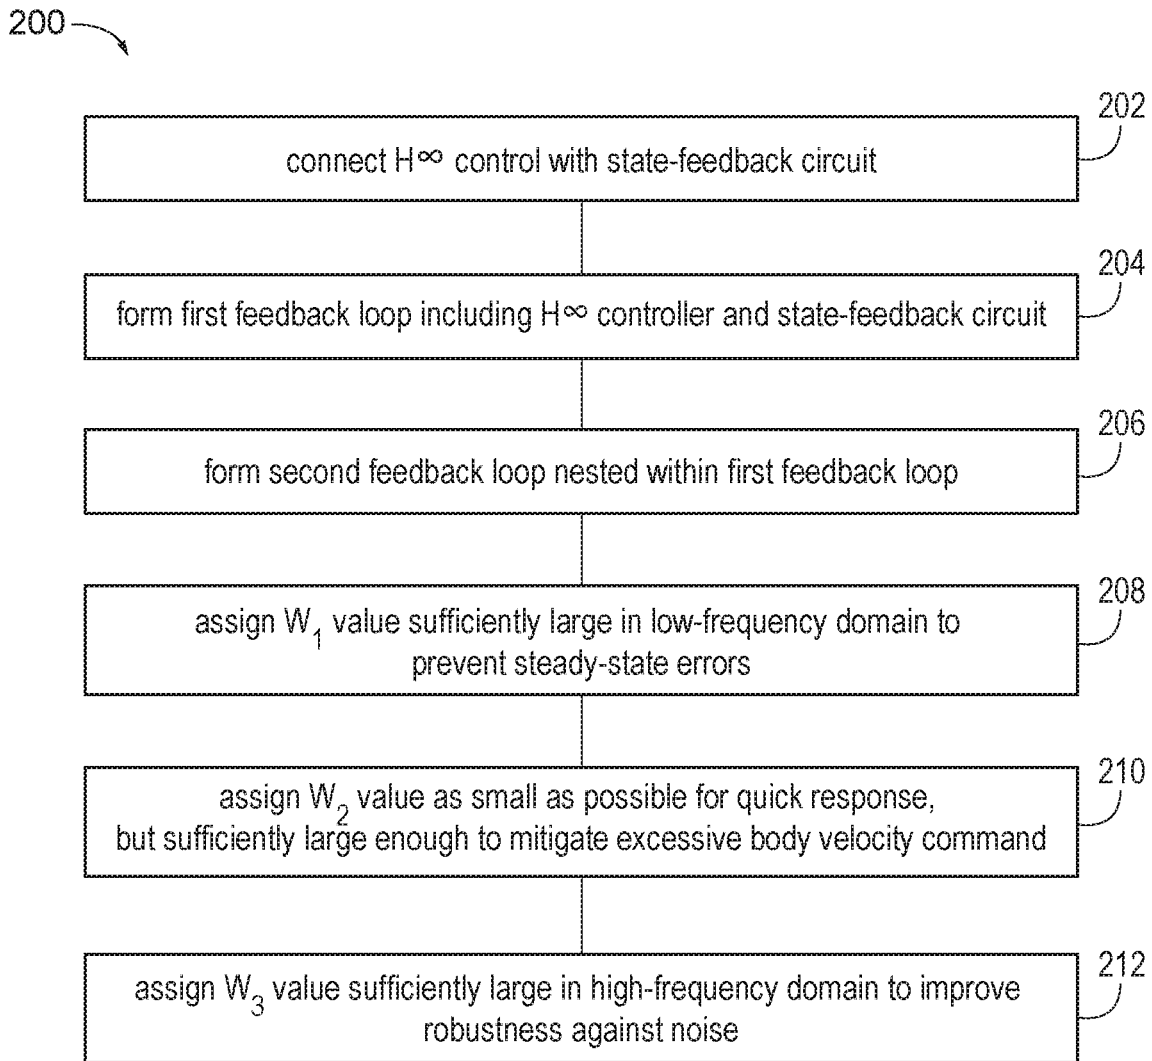 200
202
connect H∞ control with state-feedback circuit
204
form first feedback loop including H∞ controller and state-feedback circuit
206
form second feedback loop nested within first feedback loop
208
assign W₁ value sufficiently large in low-frequency domain to
prevent steady-state errors
210
assign W₂ value as small as possible for quick response,
but sufficiently large enough to mitigate excessive body velocity command
212
assign W₃ value sufficiently large in high-frequency domain to improve
robustness against noise